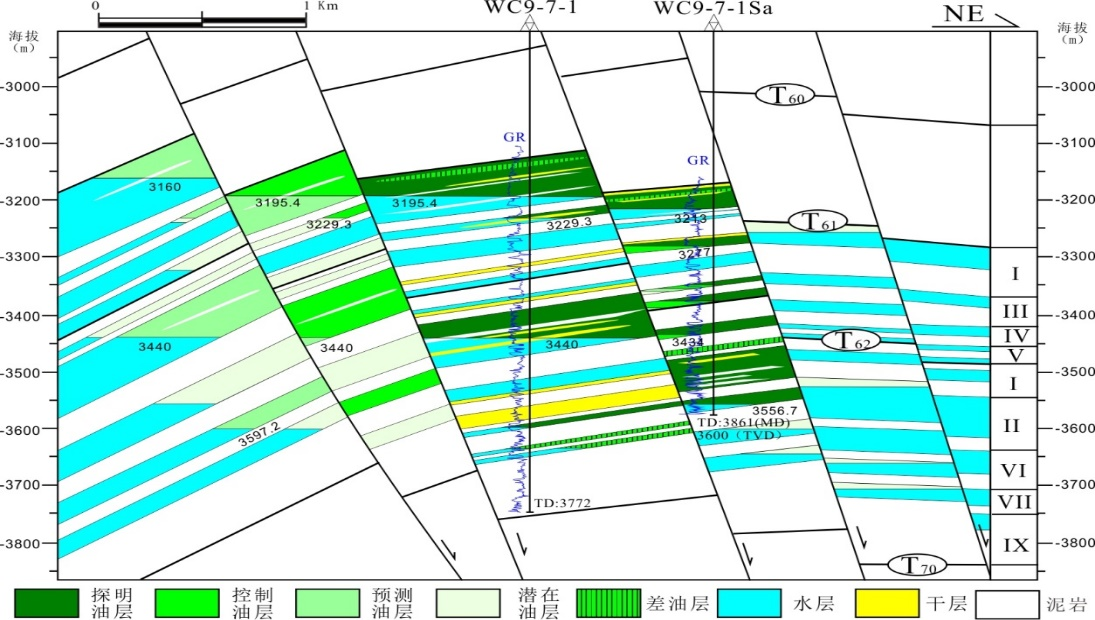 0 1 Km
WC9-7-1 WC9-7-1Sa NE
海拔 海拔
（m） （m）
-3000 T60 -3000
-3100 GR -3100
GR
3160
3195.4 3195.4
-3200 3213 -3200
3229.3 3229.3 T61
3277
-3300 I -3300
III
-3400 -3400
3440 3440 3440 3434 T62 IV
V
-3500 I -3500
3556.7
3597.2 TD:3861(MD) II
-3600 3600（TVD） -3600
VI
-3700 -3700
TD:3772 VII
-3800 IX -3800
T70
探明 控制 预测 潜在 差油层 水层 干层 泥岩
油层 油层 油层 油层